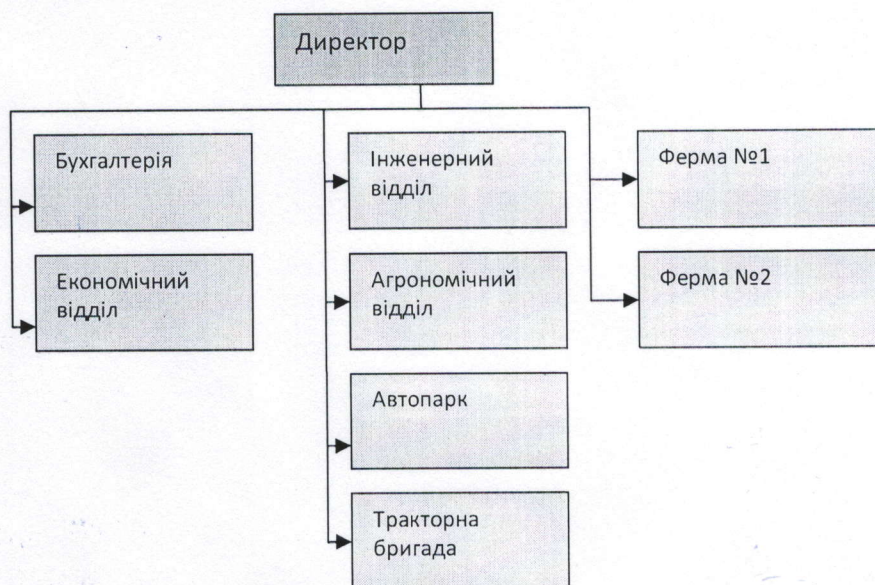 Директор
Бухгалтерія
Економічний
відділ
Інженерний
відділ
Агрономічний
відділ
Автопарк
Тракторна
бригада
Ферма №1
Ферма №2